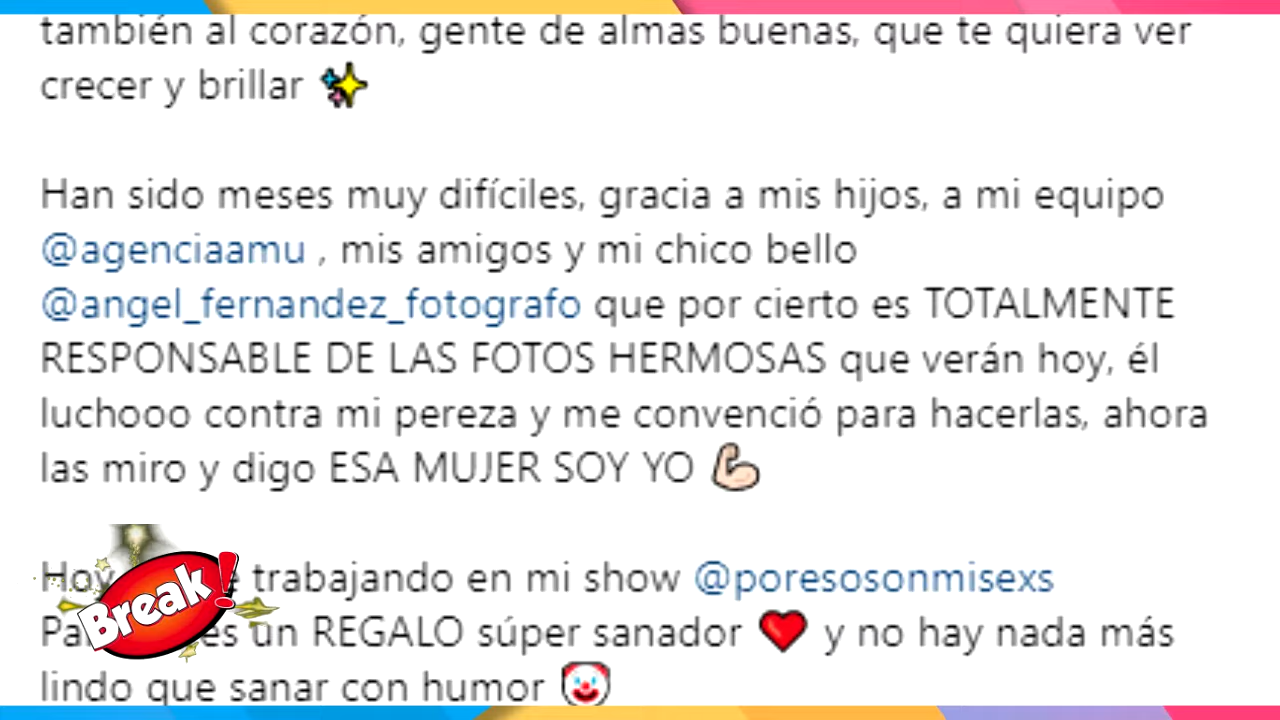 también al corazón, gente de almas buenas, que te quiera ver
crecer y brillar ✨
Han sido meses muy difíciles, gracia a mis hijos, a mi equipo
@agenciaamu , mis amigos y mi chico bello
@angel_fernandez_fotografo que por cierto es TOTALMENTE
RESPONSABLE DE LAS FOTOS HERMOSAS que verán hoy, él
luchooo contra mi pereza y me convenció para hacerlas, ahora
las miro y digo ESA MUJER SOY YO 💪🏻
Hoy trabajando en mi show @poresosonmisexs
es un REGALO súper sanador ❤️ y no hay nada más
lindo que sanar con humor 🤡
Break!